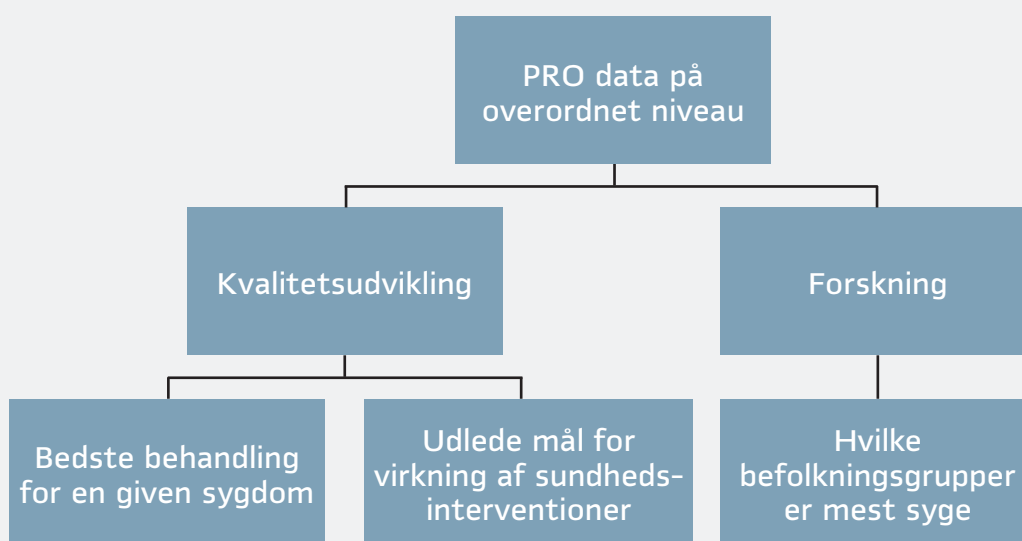 PRO data på
overordnet niveau
Kvalitetsudvikling
Forskning
Bedste behandling
for en given sygdom
Udlede mål for
virkning af sundheds-
interventioner
Hvilke
befolkningsgrupper
er mest syge